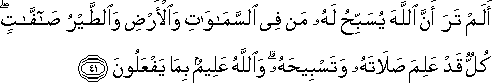 أَلَمْ تَرَ أَنَّ ٱللَّهَ يُسَبِّحُ لَهُۥ مَن فِى ٱلسَّمَـٰوَٰتِ وَٱلْأَرْضِ وَٱلطَّيْرُ صَـٰٓفَّـٰتٍۖ
كُلٌّ قَدْ عَلِمَ صَلَاتَهُۥ وَتَسْبِيحَهُۥۗ وَٱللَّهُ عَلِيمٌۢ بِمَا يَفْعَلُونَ ٤١